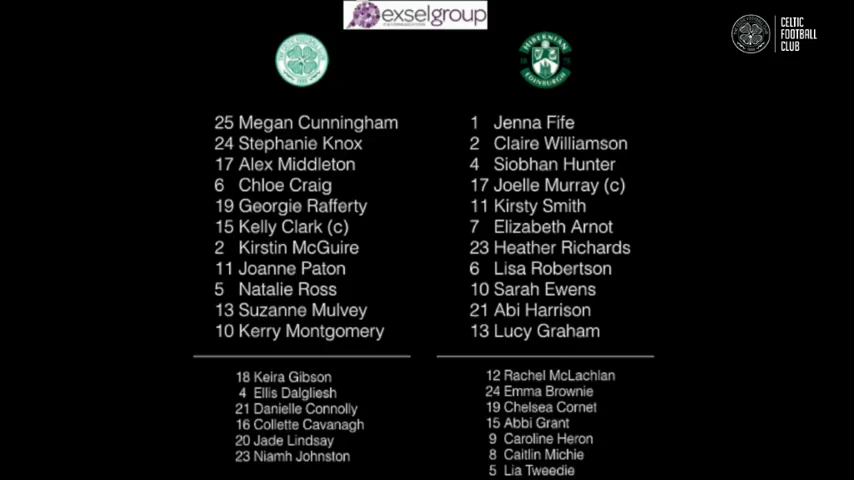 exselgroup
CELTIC
FOOTBALL
CLUB
HIBERNIAN
EDINBURGH
25 Megan Cunningham
24 Stephanie Knox
17 Alex Middleton
6 Chloe Craig
19 Georgie Rafferty
15 Kelly Clark (c)
2 Kirstin McGuire
11 Joanne Paton
5 Natalie Ross
13 Suzanne Mulvey
10 Kerry Montgomery
18 Keira Gibson
4 Ellis Dalgliesh
21 Danielle Connolly
16 Collette Cavanagh
20 Jade Lindsay
23 Niamh Johnston
1 Jenna Fife
2 Claire Williamson
4 Siobhan Hunter
17 Joelle Murray (c)
11 Kirsty Smith
7 Elizabeth Arnot
23 Heather Richards
6 Lisa Robertson
10 Sarah Ewens
21 Abi Harrison
13 Lucy Graham
12 Rachel McLachlan
24 Emma Brownie
19 Chelsea Cornet
15 Abbi Grant
9 Caroline Heron
8 Caitlin Michie
5 Lia Tweedie